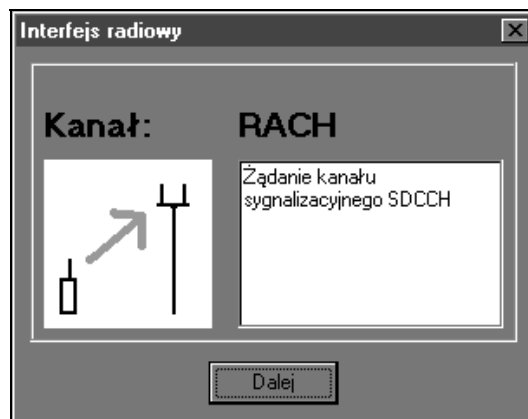 Interfejs radiowy
Kanał: RACH
Żądanie kanału
sygnalizacyjnego SDCCH
Dalej